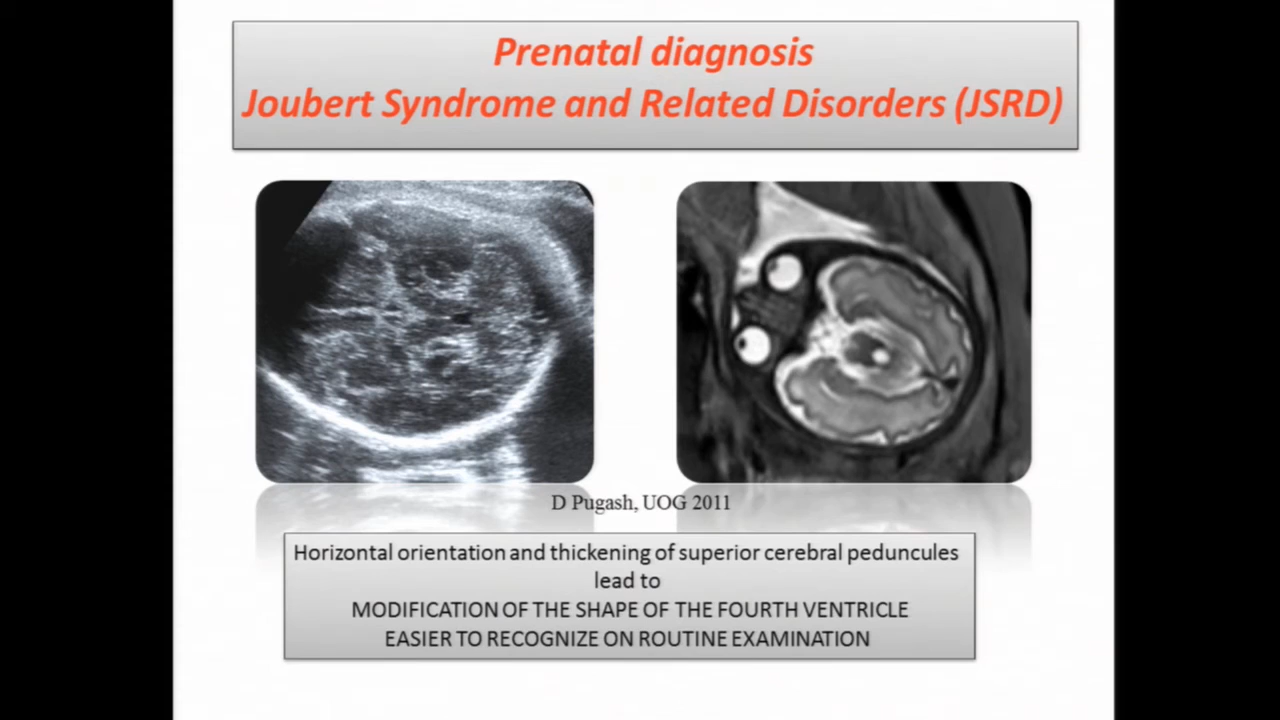 Prenatal diagnosis
Joubert Syndrome and Related Disorders (JSRD)
D Pugash, UOG 2011
Horizontal orientation and thickening of superior cerebral peduncules
lead to
MODIFICATION OF THE SHAPE OF THE FOURTH VENTRICLE
EASIER TO RECOGNIZE ON ROUTINE EXAMINATION